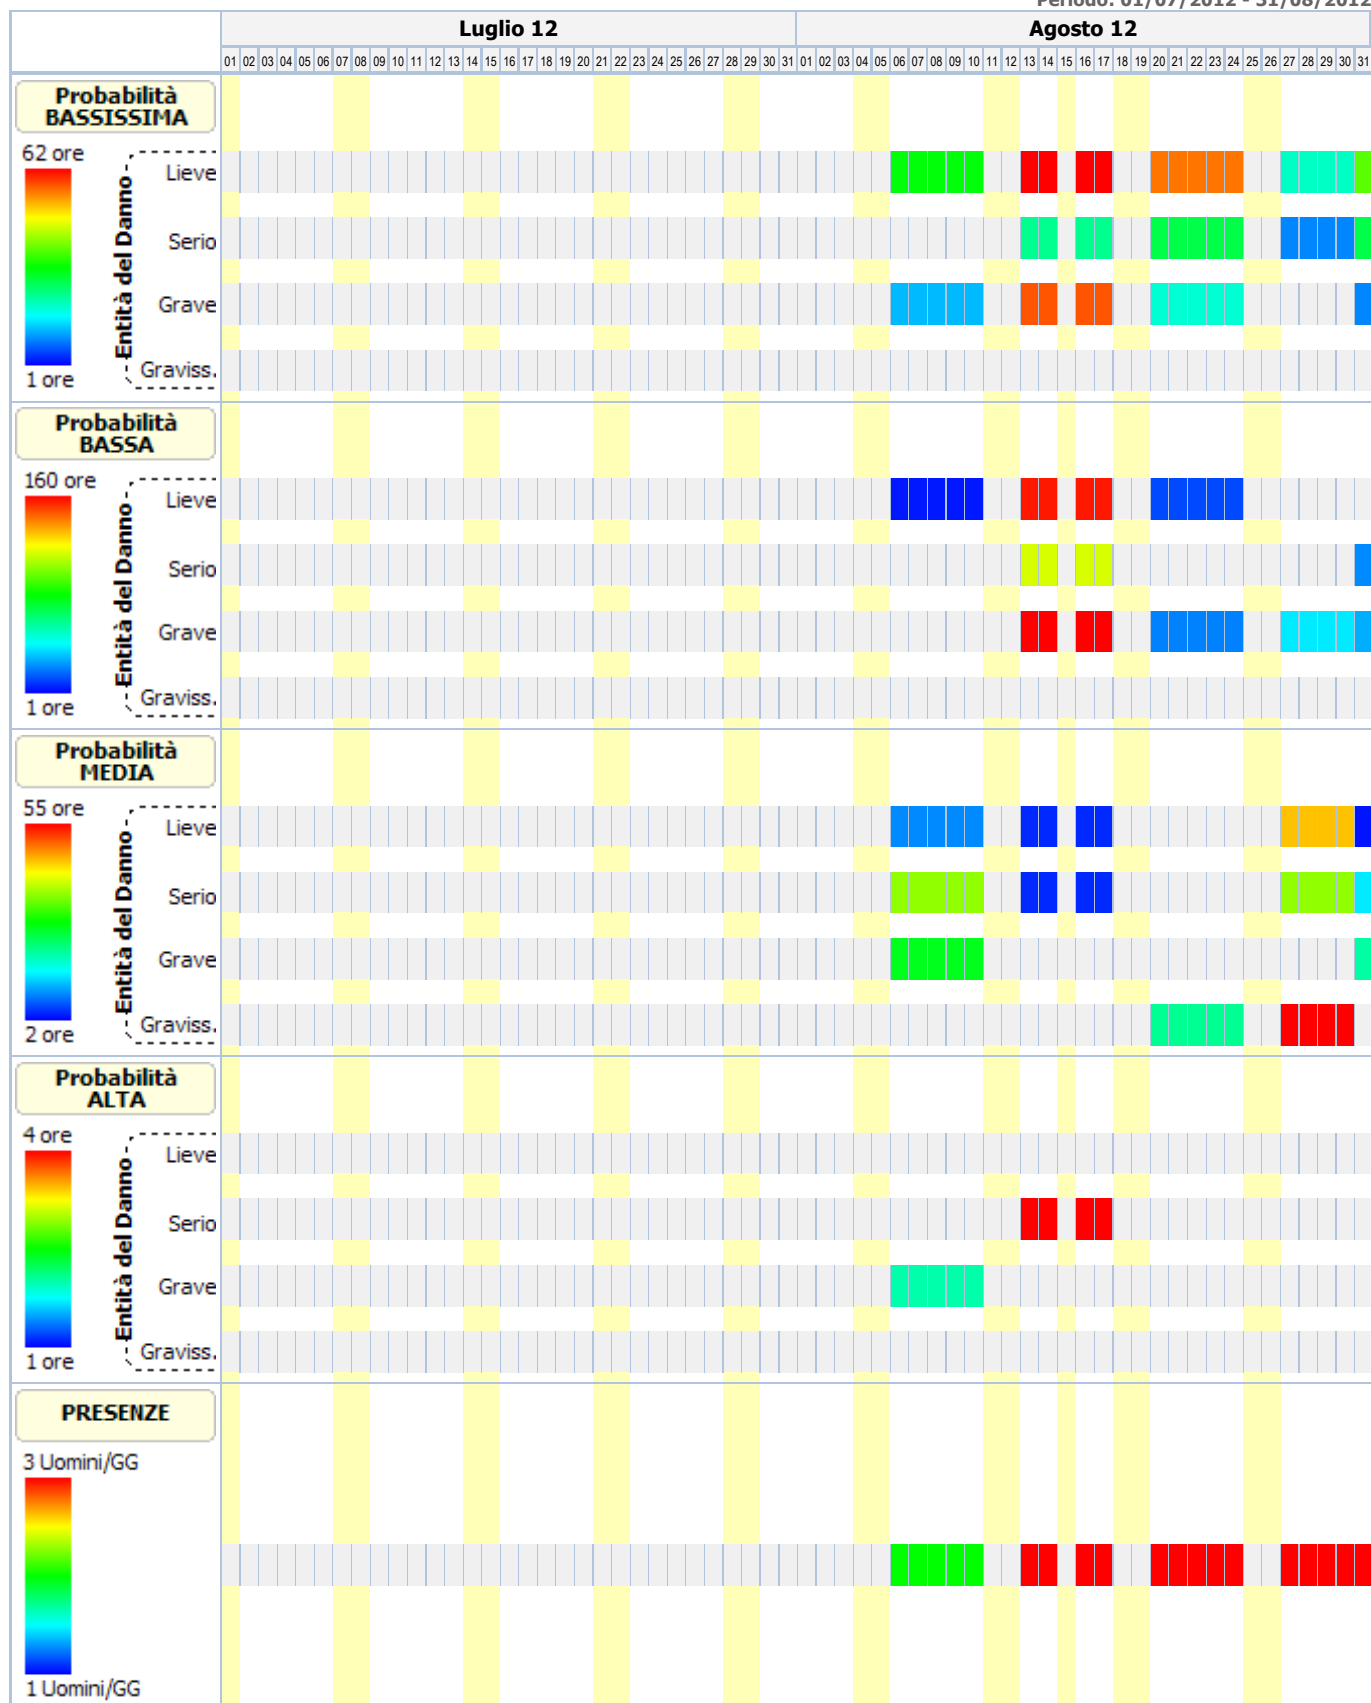 Periodo: 01/07/2012 - 31/08/2012
Luglio 12 Agosto 12
01 02 03 04 05 06 07 08 09 10 11 12 13 14 15 16 17 18 19 20 21 22 23 24 25 26 27 28 29 30 31 01 02 03 04 05 06 07 08 09 10 11 12 13 14 15 16 17 18 19 20 21 22 23 24 25 26 27 28 29 30 31
Probabilità
BASSISSIMA
62 ore
Entità del Danno
Lieve
Serio
Grave
Graviss.
1 ore
Probabilità
BASSA
160 ore
Entità del Danno
Lieve
Serio
Grave
Graviss.
1 ore
Probabilità
MEDIA
55 ore
Entità del Danno
Lieve
Serio
Grave
Graviss.
2 ore
Probabilità
ALTA
4 ore
Entità del Danno
Lieve
Serio
Grave
Graviss.
1 ore
PRESENZE
3 Uomini/GG
1 Uomini/GG